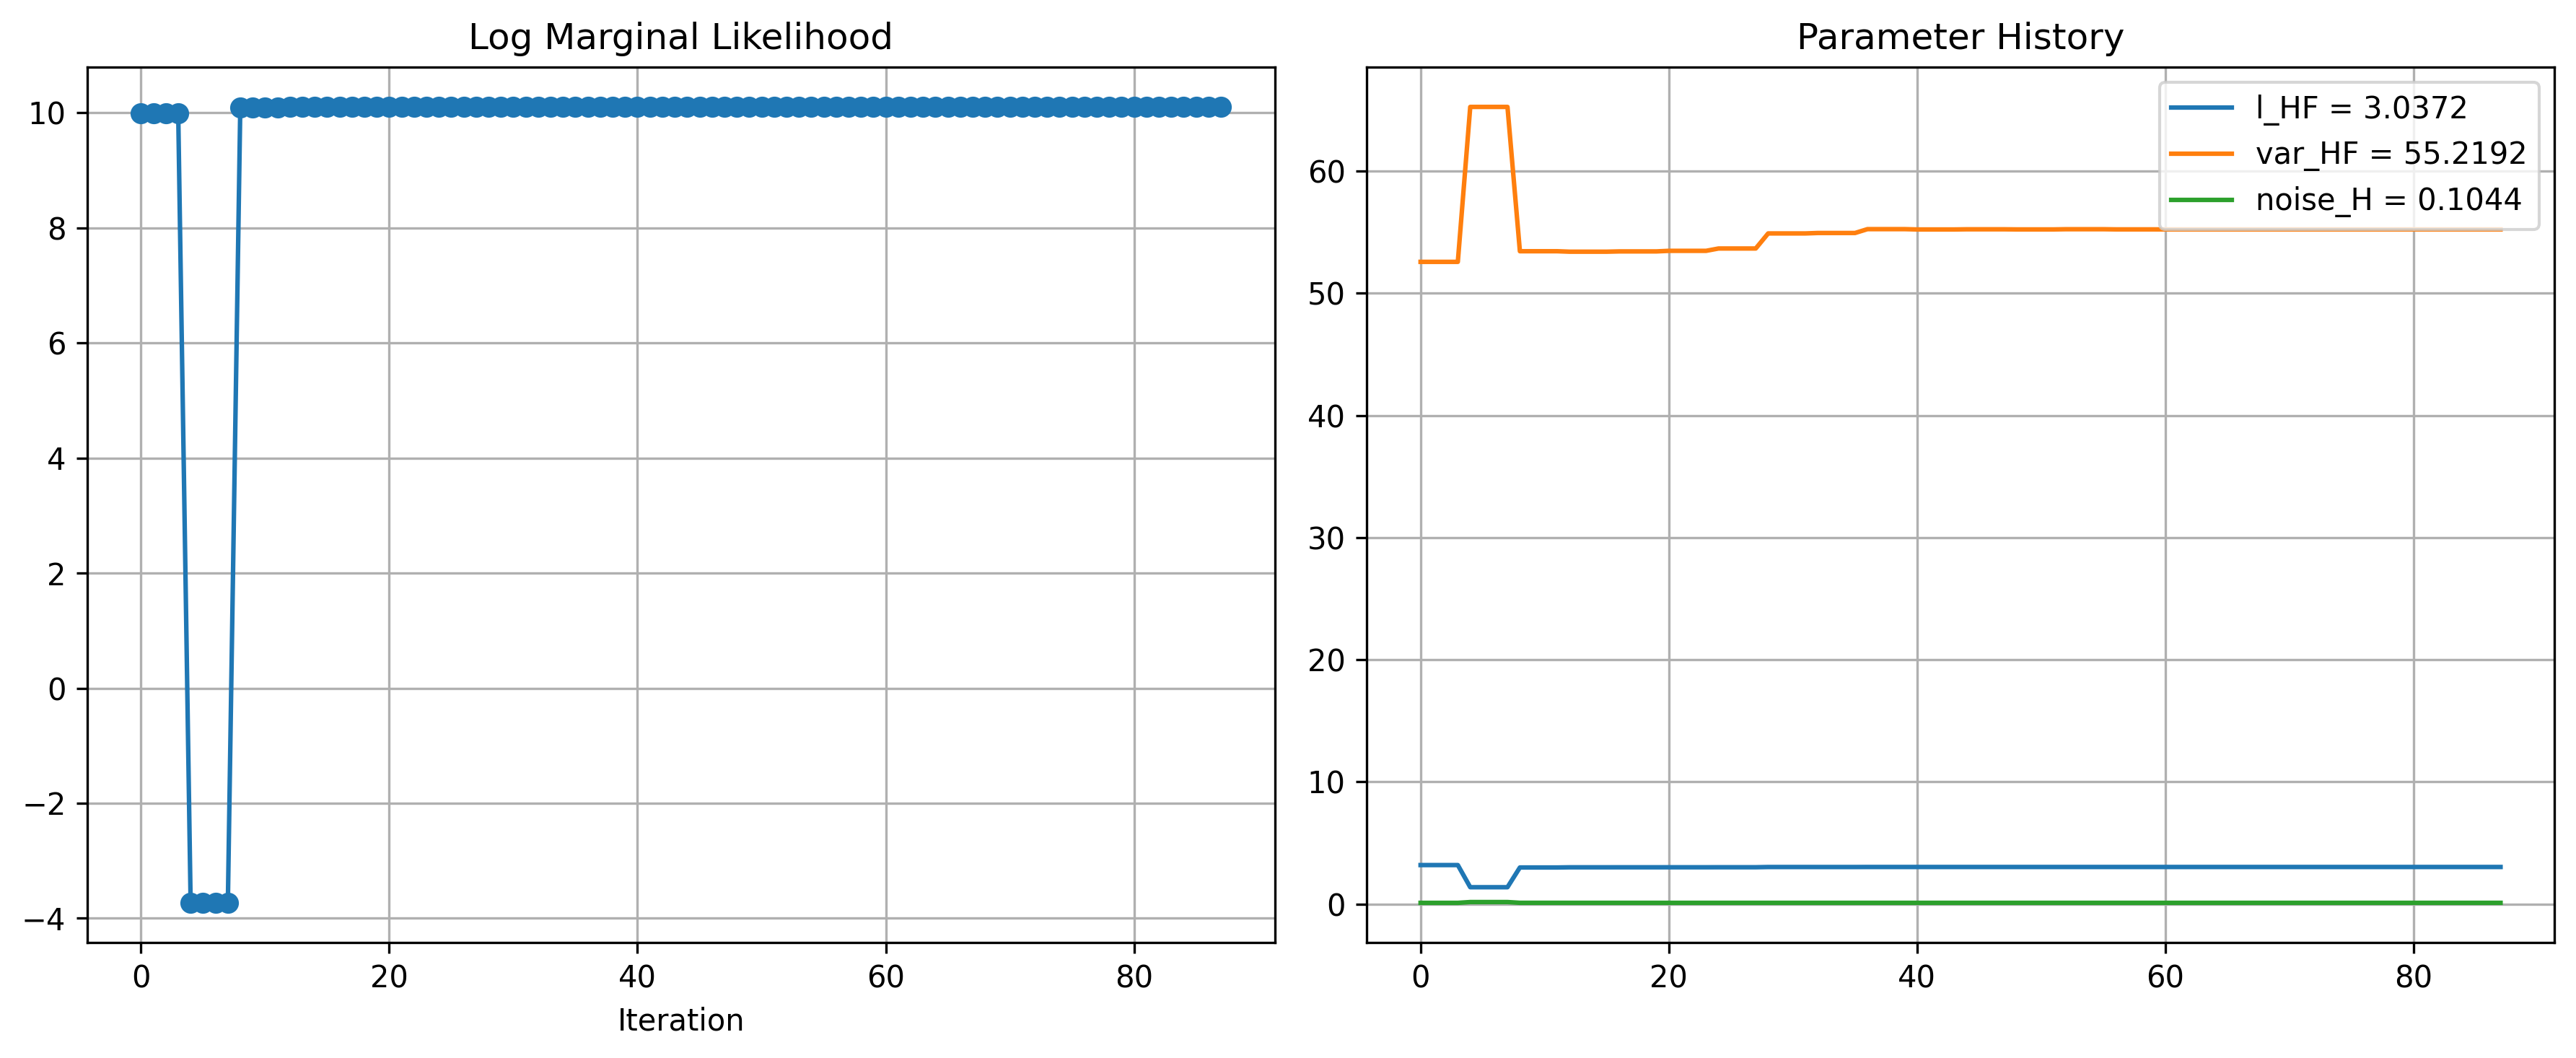 Log Marginal Likelihood
10
8
6
4
2
0
−2
−4
0 20 40 60 80
Iteration
Parameter History
l_HF = 3.0372
var_HF = 55.2192
noise_H = 0.1044
60
50
40
30
20
10
0
0 20 40 60 80